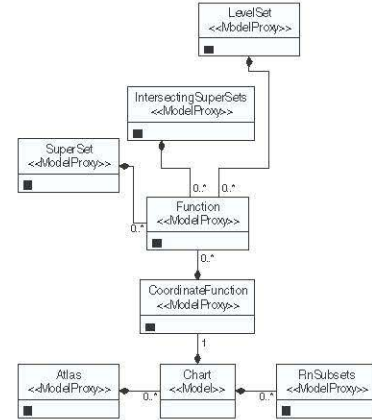 LevelSet
<<ModelProxy>>
IntersectingSuperSets
<<ModelProxy>>
SuperSet
<<ModelProxy>>
0..*
0..*
0..*
Function
<<ModelProxy>>
0..*
CoordinateFunction
<<ModelProxy>>
1
Atlas
<<ModelProxy>>
0..*
Chart
<<Model>>
0..*
RnSubsets
<<ModelProxy>>